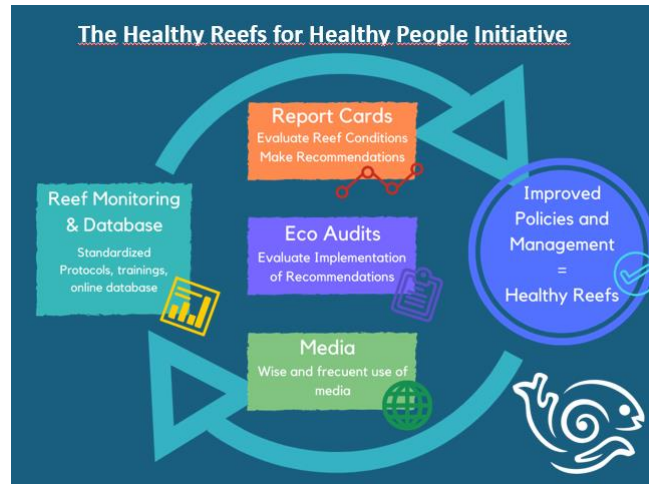 The Healthy Reefs for Healthy People Initiative
Report Cards
Evaluate Reef Conditions
Make Recommendations
Reef Monitoring
& Database
Standardized
Protocols, trainings,
online database
Eco Audits
Evaluate Implementation
of Recommendations
Media
Wise and frecuent use of
media
Improved
Policies and
Management
=
Healthy Reefs